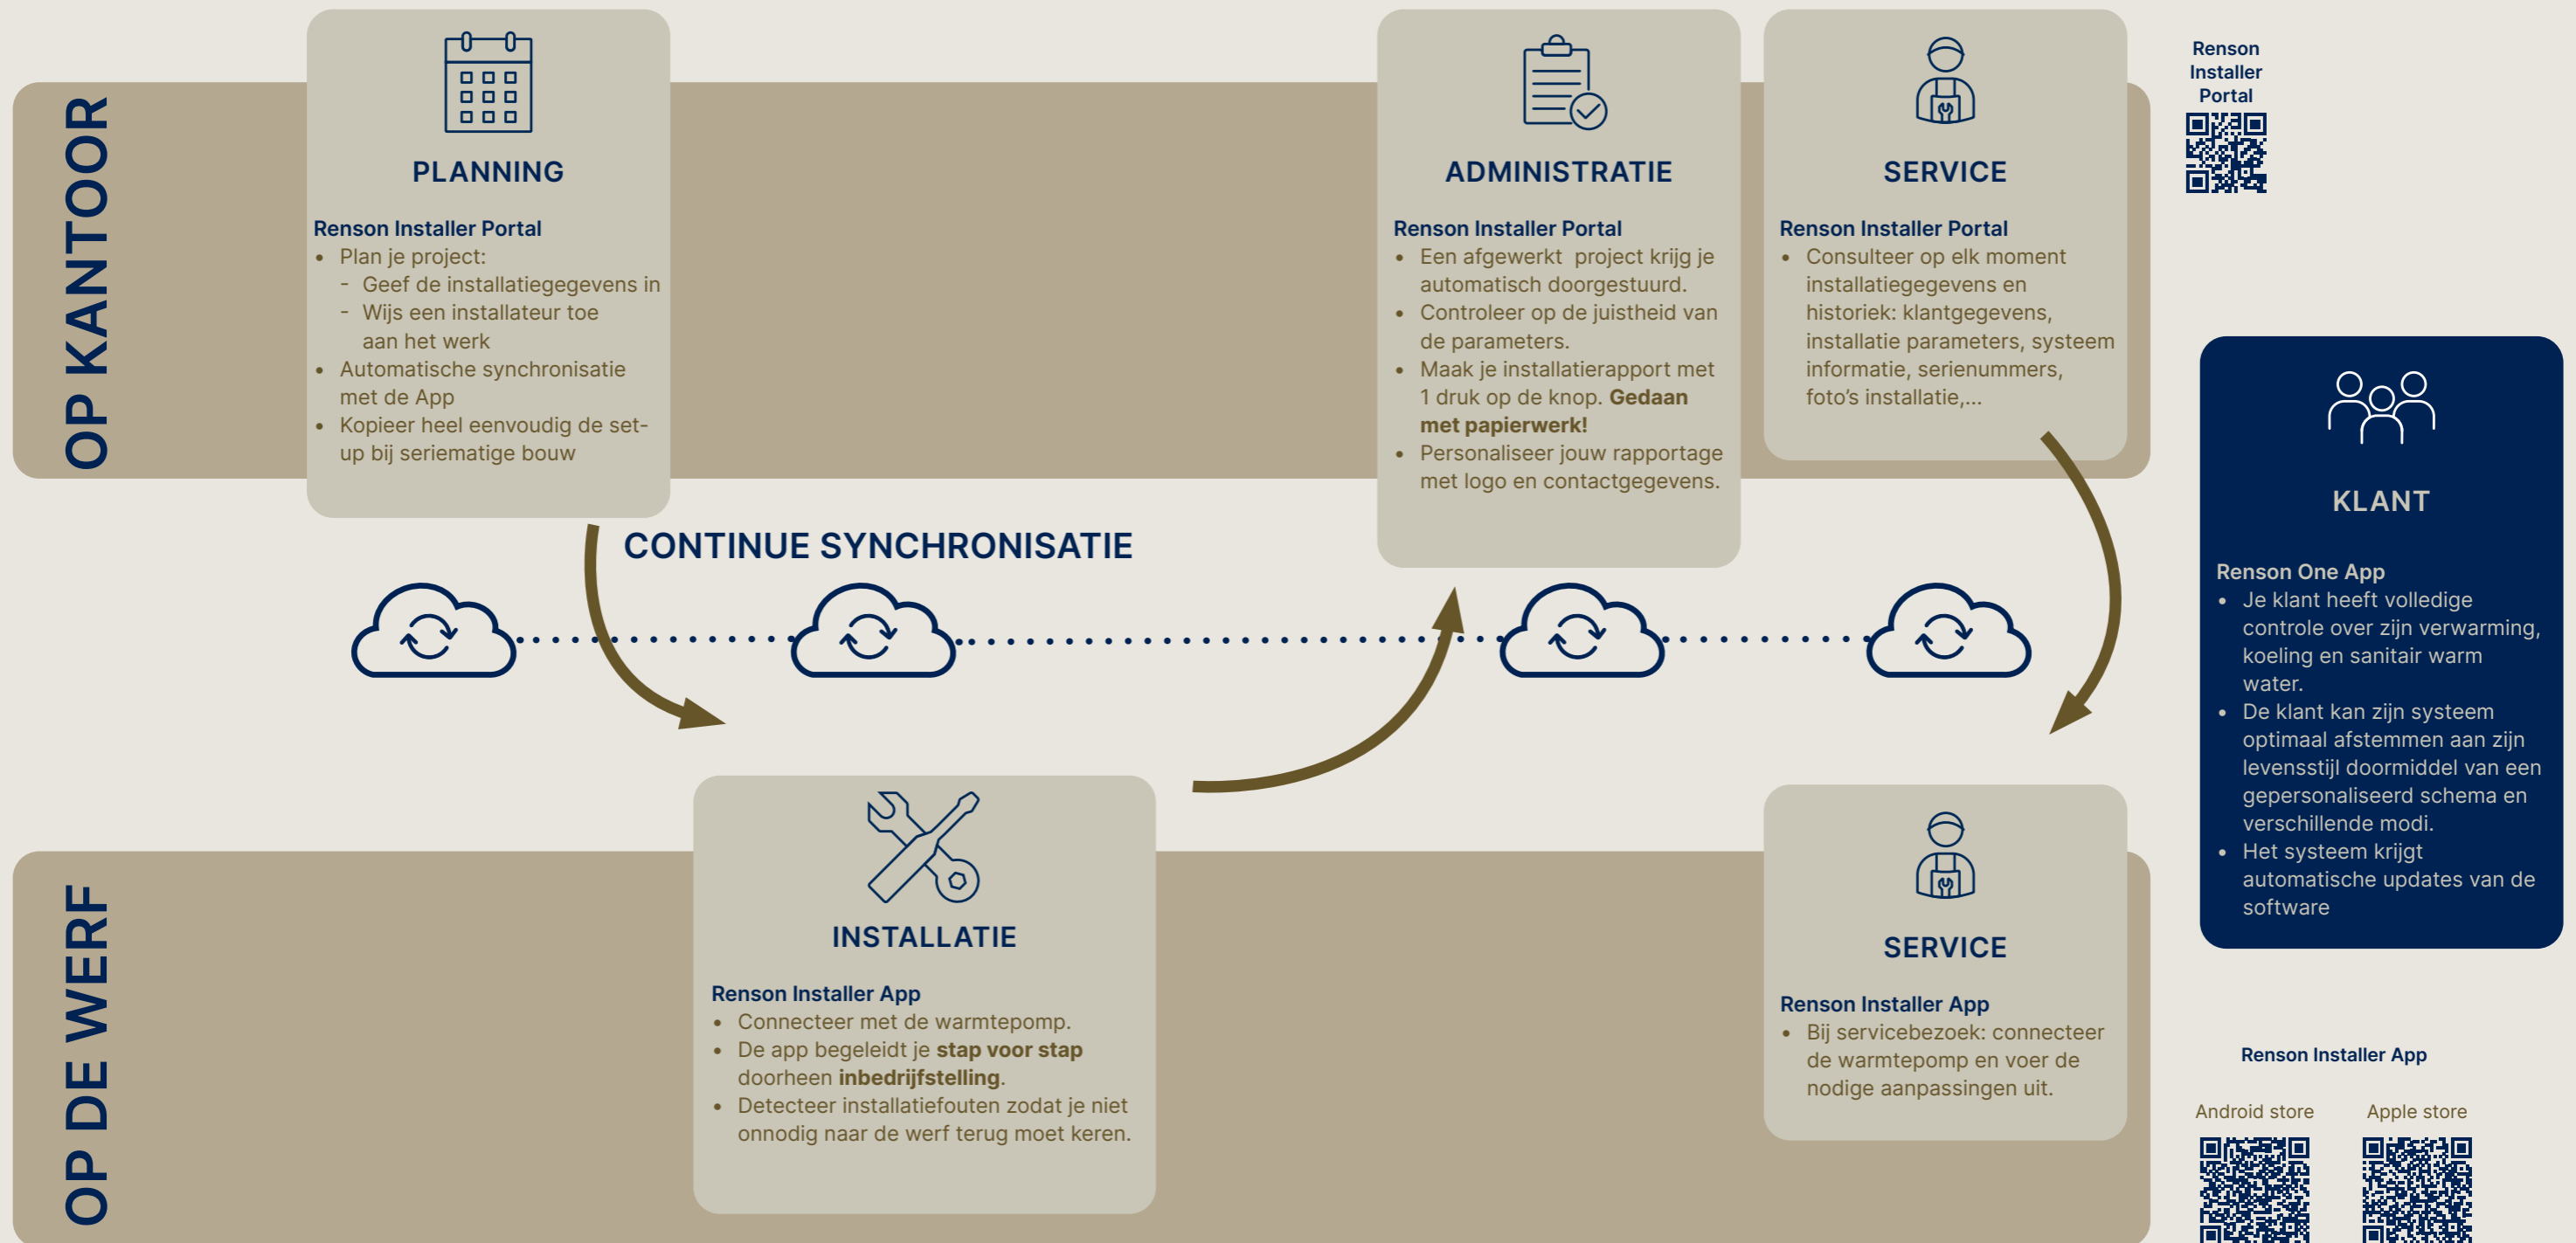 OP KANTOOR
PLANNING
Renson Installer Portal
• Plan je project:
- Geef de installatiegegevens in
- Wijs een installateur toe
aan het werk
• Automatische synchronisatie
met de App
• Kopieer heel eenvoudig de set-
up bij seriematige bouw
ADMINISTRATIE
Renson Installer Portal
• Een afgewerkt  project krijg je
automatisch doorgestuurd.
• Controleer op de juistheid van
de parameters.
• Maak je installatierapport met
1 druk op de knop. Gedaan
met papierwerk!
• Personaliseer jouw rapportage
met logo en contactgegevens.
SERVICE
Renson Installer Portal
• Consulteer op elk moment
installatiegegevens en
historiek: klantgegevens,
installatie parameters, systeem
informatie, serienummers,
foto’s installatie,...
Renson
Installer
Portal
CONTINUE SYNCHRONISATIE
KLANT
Renson One App
• Je klant heeft volledige
controle over zijn verwarming,
koeling en sanitair warm
water.
• De klant kan zijn systeem
optimaal afstemmen aan zijn
levensstijl doormiddel van een
gepersonaliseerd schema en
verschillende modi.
• Het systeem krijgt
automatische updates van de
software
OP DE WERF
INSTALLATIE
Renson Installer App
• Connecteer met de warmtepomp.
• De app begeleidt je stap voor stap
doorheen inbedrijfstelling.
• Detecteer installatiefouten zodat je niet
onnodig naar de werf terug moet keren.
SERVICE
Renson Installer App
• Bij servicebezoek: connecteer
de warmtepomp en voer de
nodige aanpassingen uit.
Renson Installer App
Android store
Apple store